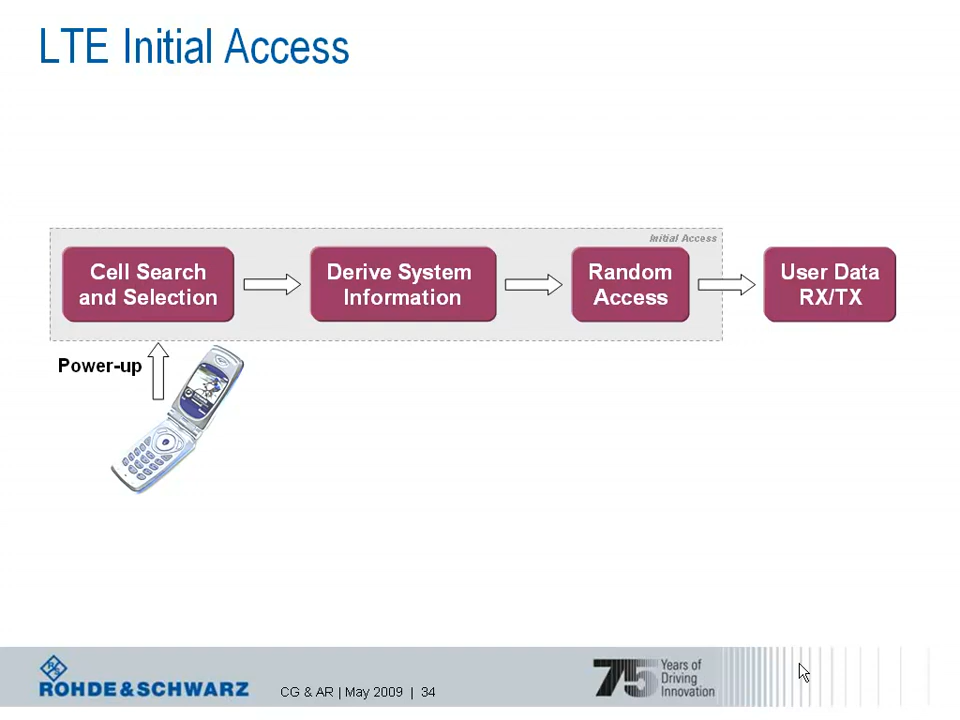 LTE Initial Access
Initial Access
Cell Search
and Selection
Derive System
Information
Random
Access
User Data
RX/TX
Power-up
R&S
ROHDE&SCHWARZ
CG & AR | May 2009 | 34
75 Years of
Driving
Innovation